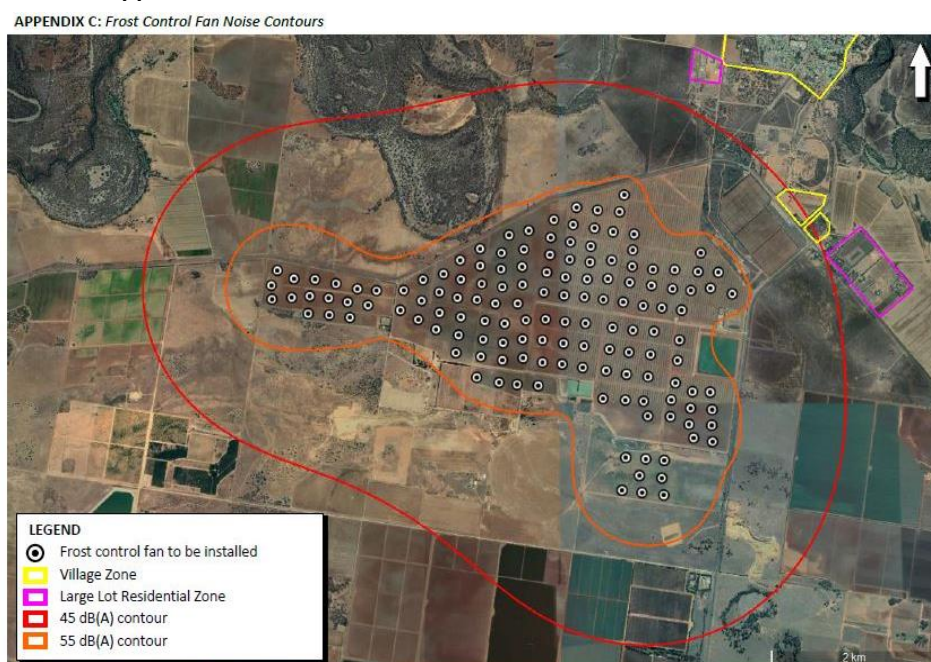 APPENDIX C: Frost Control Fan Noise Contours
LEGEND
Frost control fan to be installed
Village Zone
Large Lot Residential Zone
45 dB(A) contour
55 dB(A) contour
2 km